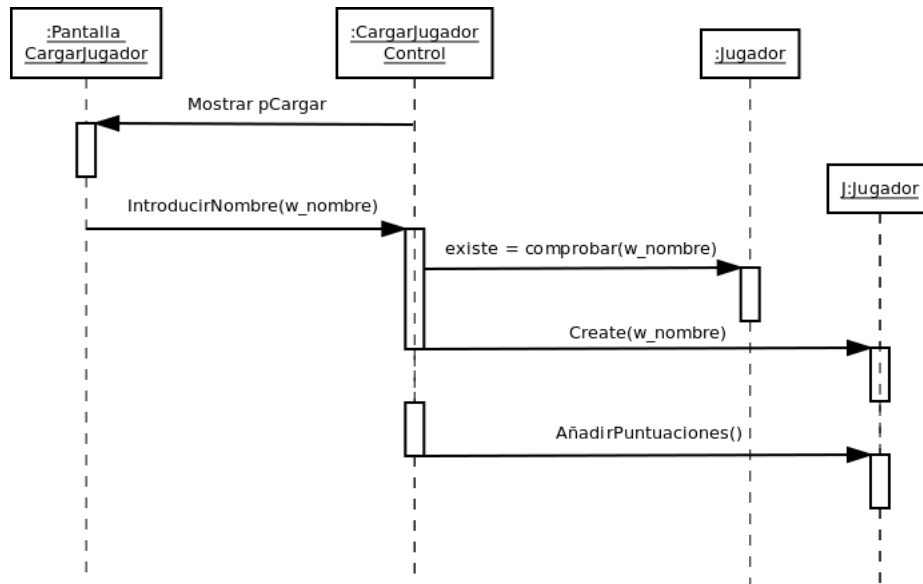 :Pantalla
CargarJugador
:CargarJugador
Control
:Jugador
Mostrar pCargar
J:Jugador
IntroducirNombre(w_nombre)
existe = comprobar(w_nombre)
Create(w_nombre)
AñadirPuntuaciones()